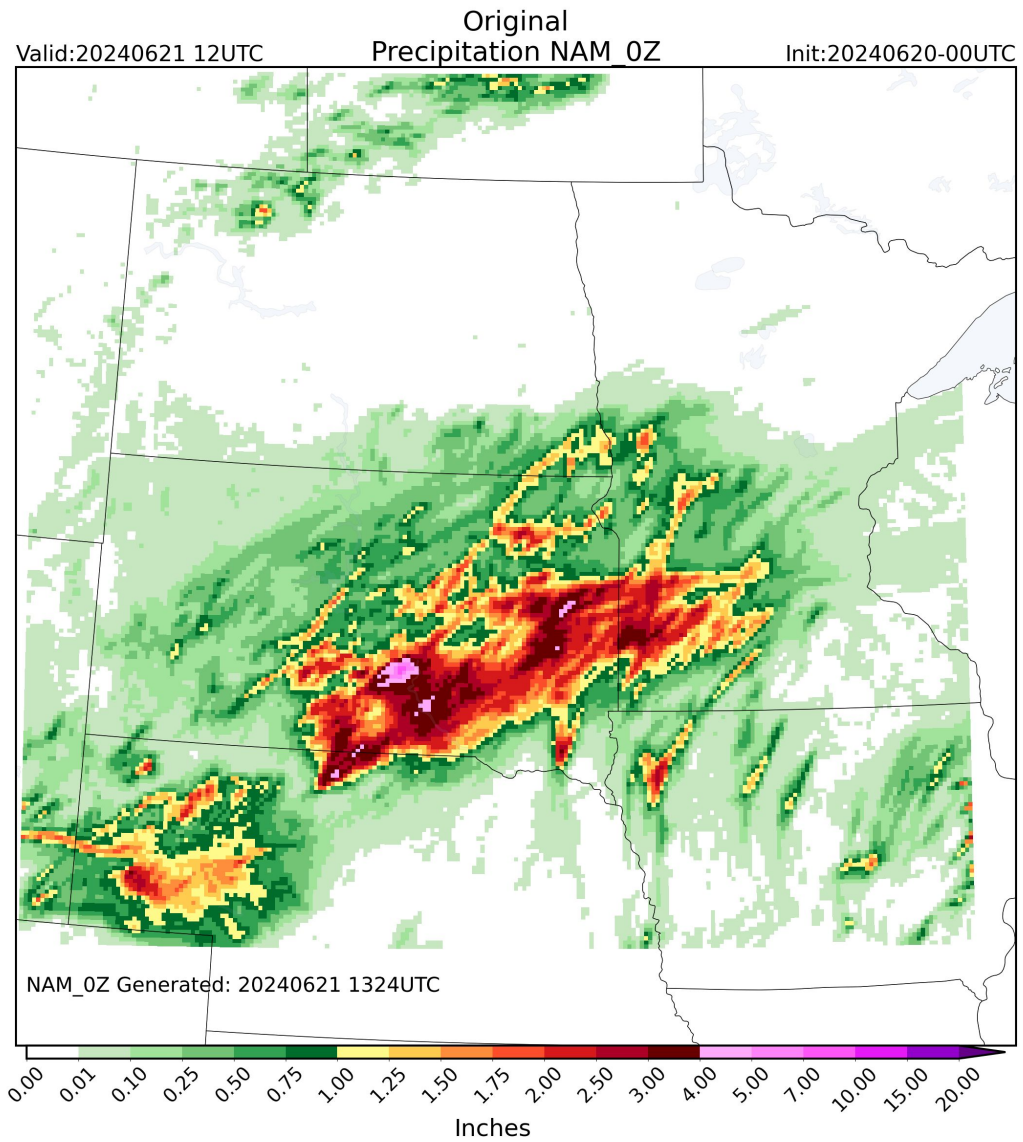 Original
Valid:20240621 12UTC Precipitation NAM_0Z Init:20240620-00UTC
NAM_0Z Generated: 20240621 1324UTC
0.00 0.01 0.10 0.25 0.50 0.75 1.00 1.25 1.50 1.75 2.00 2.50 3.00 4.00 5.00 7.00 10.00 15.00 20.00
Inches